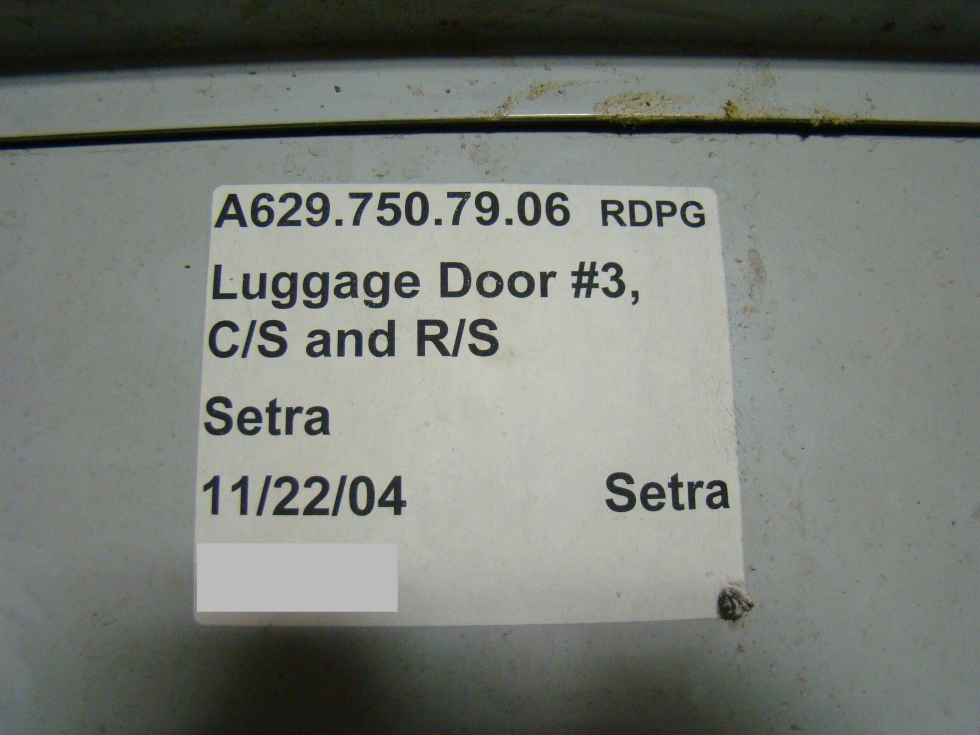 A629.750.79.06 RDPG
Luggage Door #3,
C/S and R/S
Setra
11/22/04 Setra